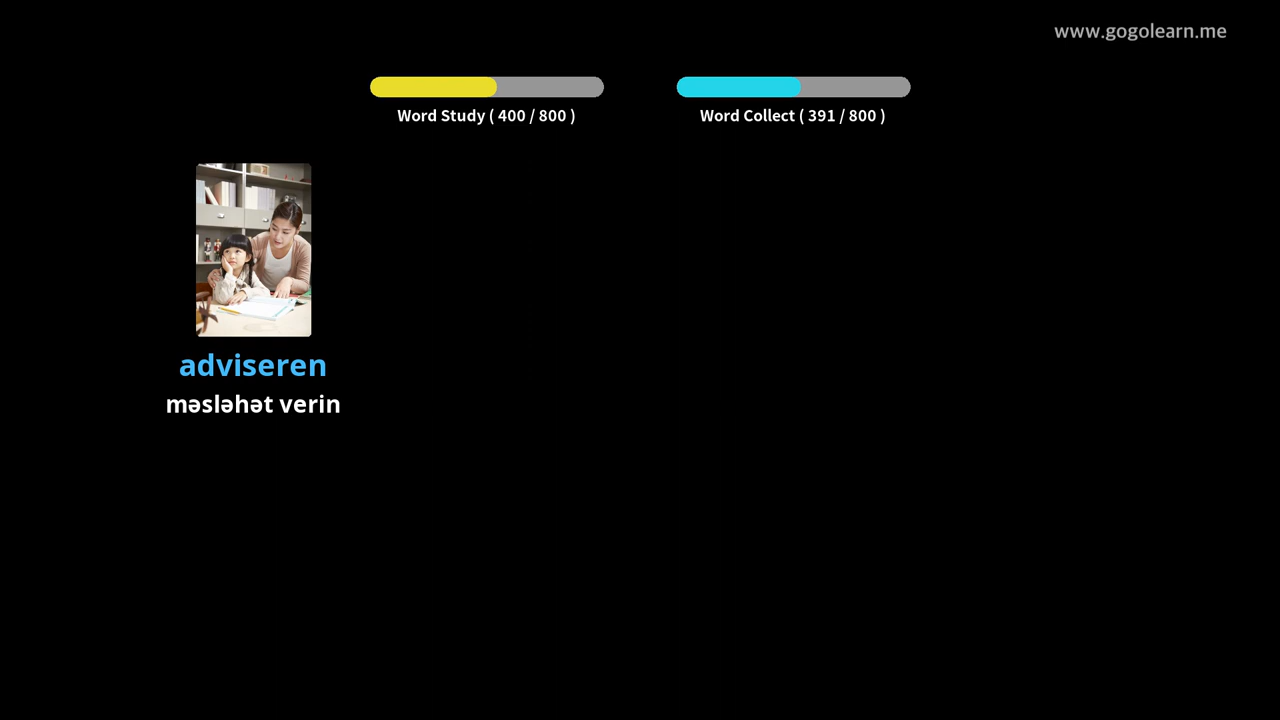 www.gogolearn.me
Word Study ( 400 / 800 )
Word Collect ( 391 / 800 )
adviseren
məsləhət verin